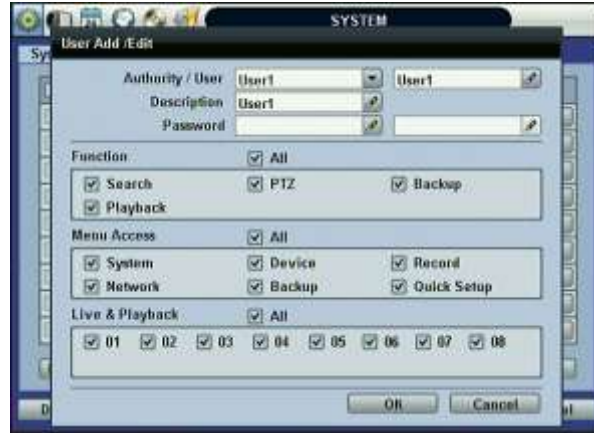 SYSTEM
User Add /Edit
Authority / User User1 User1
Description User1
Password
Function All
Search PTZ Backup
Playback
Menu Access All
System Device Record
Network Backup Quick Setup
Live & Playback All
01 02 03 04 05 06 07 08
OK Cancel